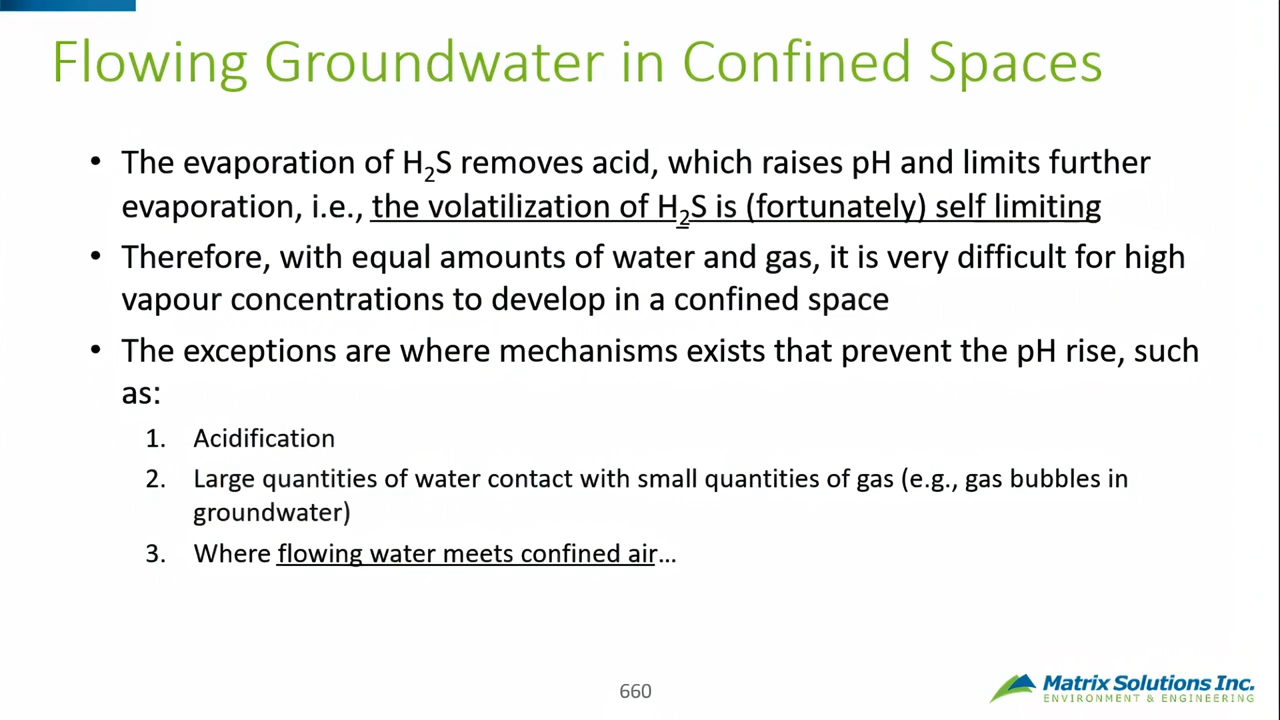 Flowing Groundwater in Confined Spaces
• The evaporation of H₂S removes acid, which raises pH and limits further
evaporation, i.e., the volatilization of H₂S is (fortunately) self limiting
• Therefore, with equal amounts of water and gas, it is very difficult for high
vapour concentrations to develop in a confined space
• The exceptions are where mechanisms exists that prevent the pH rise, such
as:
1. Acidification
2. Large quantities of water contact with small quantities of gas (e.g., gas bubbles in
groundwater)
3. Where flowing water meets confined air…
660
Matrix Solutions Inc.
ENVIRONMENT & ENGINEERING